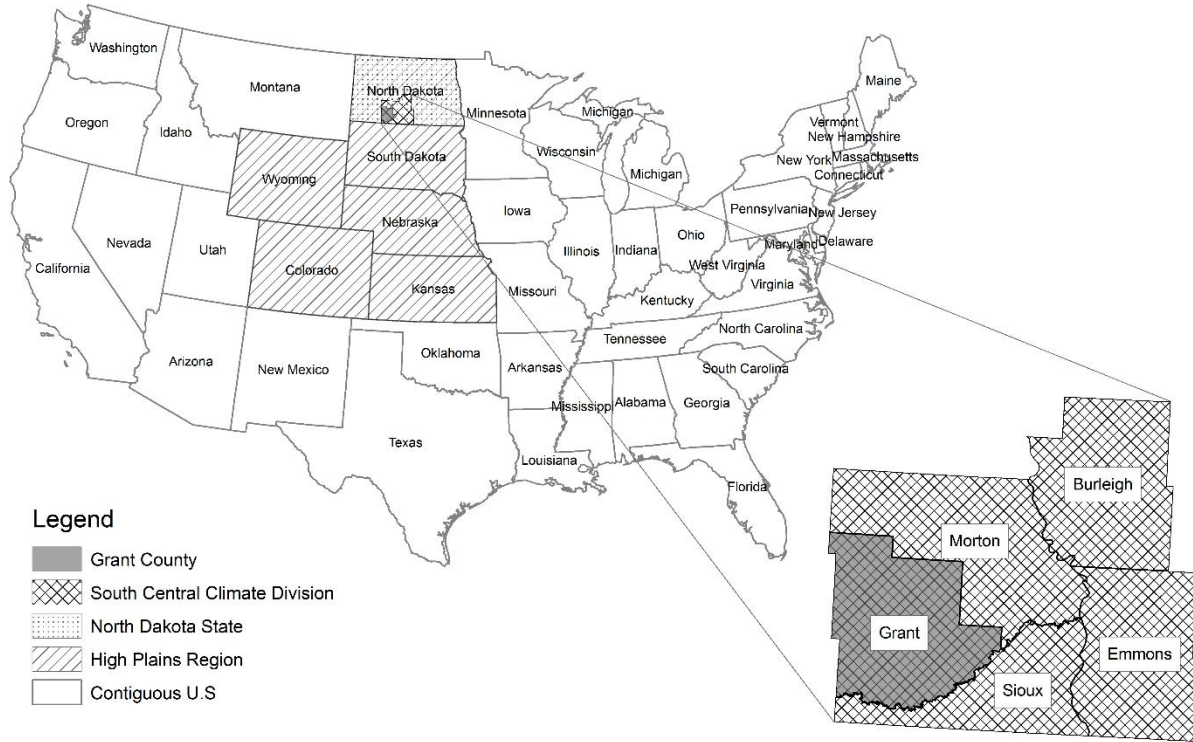 Washington
Montana
North Dakota
Minnesota
Michigan
Maine
Oregon
Idaho
Vermont
New Hampshire
Wisconsin
South Dakota
New York
Massachusetts
Wyoming
Michigan
Connecticut
Iowa
Pennsylvania
Nebraska
New Jersey
Nevada
Utah
Illinois
Indiana
Ohio
Maryland
Delaware
California
Colorado
West Virginia
Kansas
Missouri
Virginia
Kentucky
North Carolina
Tennessee
Arizona
New Mexico
Oklahoma
Arkansas
South Carolina
Mississippi
Alabama
Georgia
Texas
Louisiana
Florida
Burleigh
Morton
Grant
Emmons
Sioux
Legend
Grant County
South Central Climate Division
North Dakota State
High Plains Region
Contiguous U.S